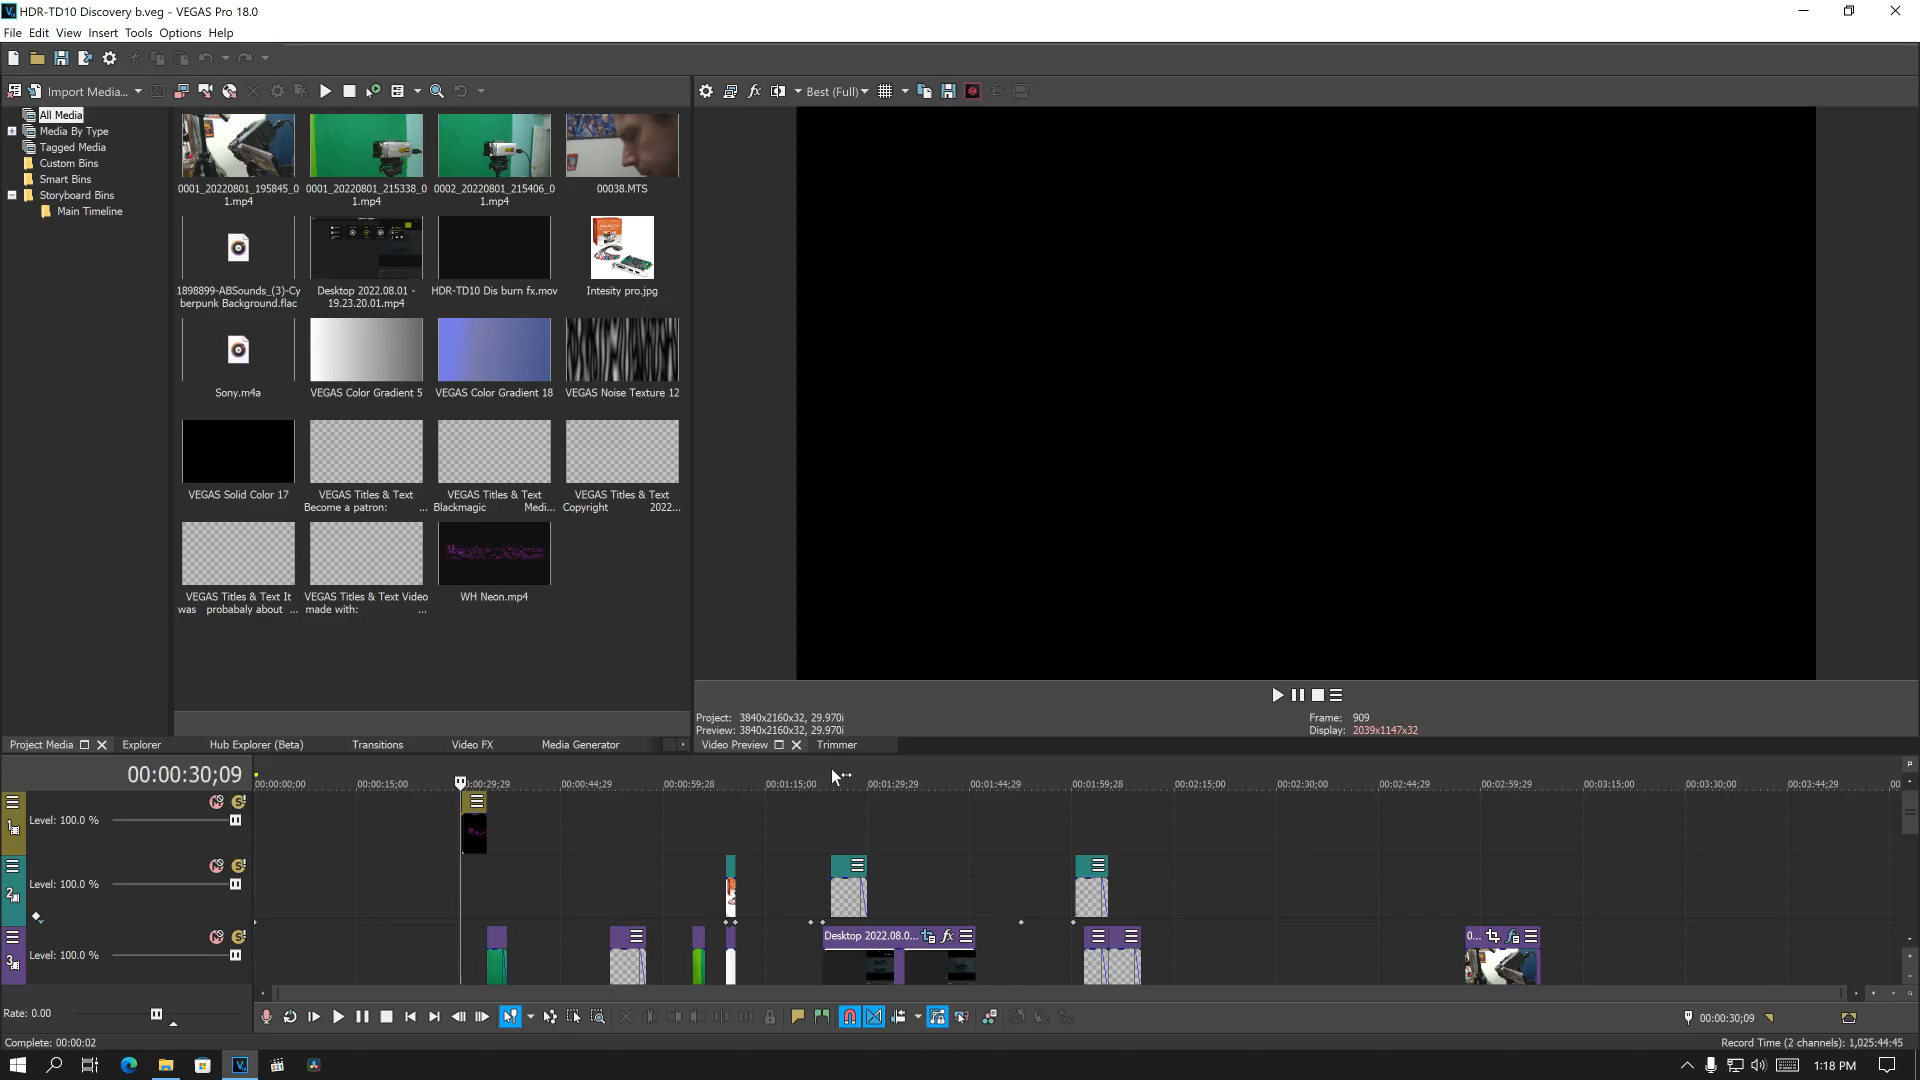 HDR-TD10 Discovery b.veg - VEGAS Pro 18.0
File Edit View Insert Tools Options Help
Import Media...
Best (Full)
All Media
Media By Type
Tagged Media
Custom Bins
Smart Bins
Storyboard Bins
Main Timeline
0001_20220801_195845_0
1.mp4
0001_20220801_215338_0
1.mp4
0002_20220801_215406_0
1.mp4
00038.MTS
1898899-ABSounds_(3)-Cy
berpunk Background.flac
Desktop 2022.08.01 -
19.23.20.01.mp4
HDR-TD10 Dis burn fx.mov
Intesity pro.jpg
Sony.m4a
VEGAS Color Gradient 5
VEGAS Color Gradient 18
VEGAS Noise Texture 12
VEGAS Solid Color 17
VEGAS Titles & Text
Become a patron: ...
VEGAS Titles & Text
Blackmagic Medi...
VEGAS Titles & Text
Copyright 2022...
VEGAS Titles & Text It
was probabaly about ...
VEGAS Titles & Text Video
made with: ...
WH Neon.mp4
Project: 3840x2160x32, 29.970i
Preview: 3840x2160x32, 29.970i
Frame: 909
Display: 2039x1147x32
Project Media
Explorer
Hub Explorer (Beta)
Transitions
Video FX
Media Generator
Video Preview
Trimmer
00:00:30;09
00:00:00;00 00:00:15;00 00:00:29;29 00:00:44;29 00:00:59;28 00:01:15;00 00:01:29;29 00:01:44;29 00:01:59;28 00:02:15;00 00:02:30;00 00:02:44;29 00:02:59;29 00:03:15;00 00:03:30;00 00:03:44;29 00
1
Level: 100.0 %
2
Level: 100.0 %
3
Level: 100.0 %
Desktop 2022.08.0...
0...
Rate: 0.00
00:00:30;09
Complete: 00:00:02
Record Time (2 channels): 1,025:44:45
1:18 PM